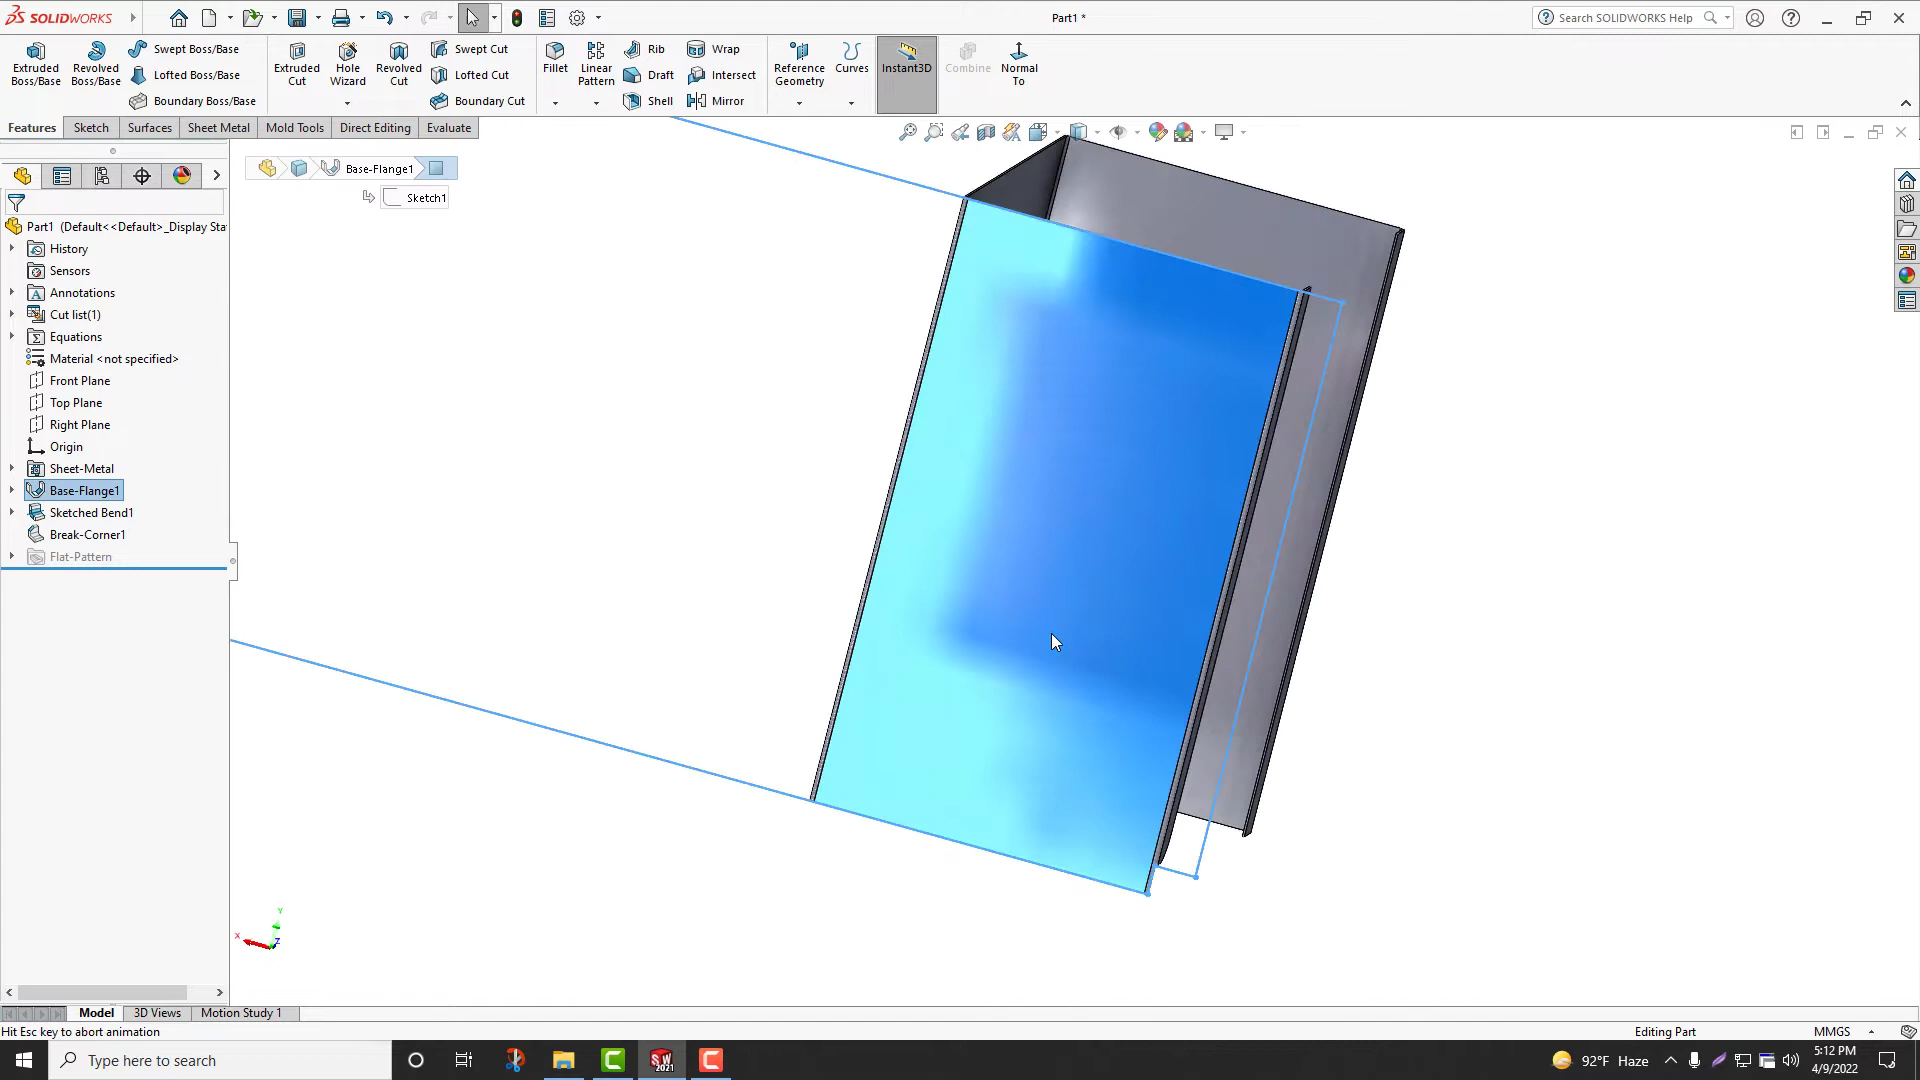 SOLIDWORKS
Part1 *
Search SOLIDWORKS Help
Extruded Boss/Base
Revolved Boss/Base
Swept Boss/Base
Lofted Boss/Base
Boundary Boss/Base
Extruded Cut
Hole Wizard
Revolved Cut
Swept Cut
Lofted Cut
Boundary Cut
Fillet
Linear Pattern
Rib
Draft
Shell
Wrap
Intersect
Mirror
Reference Geometry
Curves
Instant3D
Combine
Normal To
Features
Sketch
Surfaces
Sheet Metal
Mold Tools
Direct Editing
Evaluate
Base-Flange1
Sketch1
Part1 (Default<<Default>_Display Sta
History
Sensors
Annotations
Cut list(1)
Equations
Material <not specified>
Front Plane
Top Plane
Right Plane
Origin
Sheet-Metal
Base-Flange1
Sketched Bend1
Break-Corner1
Flat-Pattern
Y
X
Z
Model
3D Views
Motion Study 1
Hit Esc key to abort animation
Editing Part
MMGS
Type here to search
SW
2021
92°F Haze
5:12 PM
4/9/2022